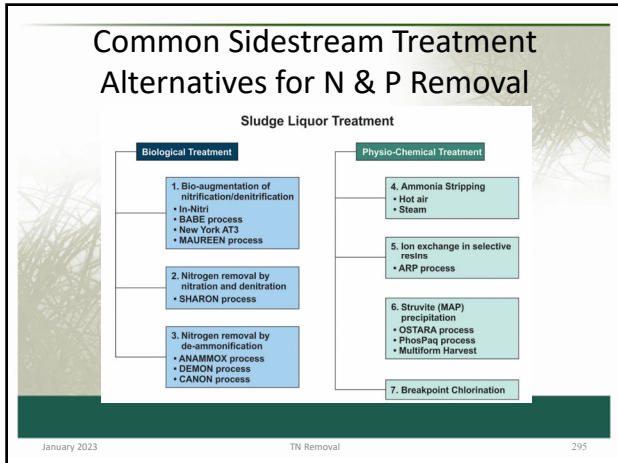 Common Sidestream Treatment
Alternatives for N & P Removal
Sludge Liquor Treatment
Biological Treatment
1. Bio-augmentation of
nitrification/denitrification
• In-Nitri
• BABE process
• New York AT3
• MAUREEN process
2. Nitrogen removal by
nitration and denitration
• SHARON process
3. Nitrogen removal by
de-ammonification
• ANAMMOX process
• DEMON process
• CANON process
Physio-Chemical Treatment
4. Ammonia Stripping
• Hot air
• Steam
5. Ion exchange in selective
resins
• ARP process
6. Struvite (MAP)
precipitation
• OSTARA process
• PhosPaq process
• Multiform Harvest
7. Breakpoint Chlorination
January 2023
TN Removal
295